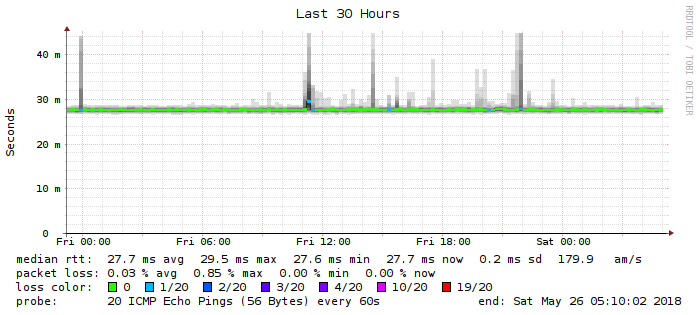 Last 30 Hours
RRDTOOL / TOBI OETIKER
Seconds
40 m
30 m
20 m
10 m
0
Fri 00:00 Fri 06:00 Fri 12:00 Fri 18:00 Sat 00:00
median rtt: 27.7 ms avg 29.5 ms max 27.6 ms min 27.7 ms now 0.2 ms sd 179.9 am/s
packet loss: 0.03 % avg 0.85 % max 0.00 % min 0.00 % now
loss color: 0 1/20 2/20 3/20 4/20 10/20 19/20
probe: 20 ICMP Echo Pings (56 Bytes) every 60s end: Sat May 26 05:10:02 2018